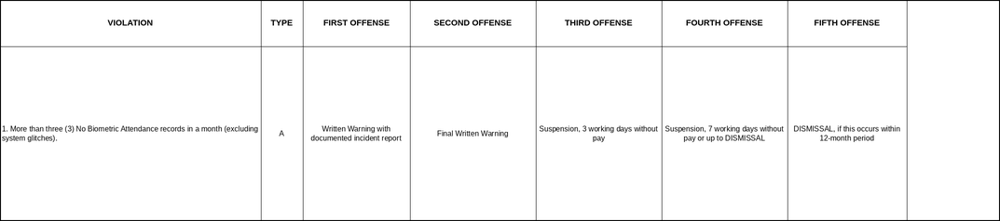 VIOLATION
TYPE
FIRST OFFENSE
SECOND OFFENSE
THIRD OFFENSE
FOURTH OFFENSE
FIFTH OFFENSE
1. More than three (3) No Biometric Attendance records in a month (excluding
system glitches).
A
Written Warning with
documented incident report
Final Written Warning
Suspension, 3 working days without
pay
Suspension, 7 working days without
pay or up to DISMISSAL
DISMISSAL, if this occurs within
12-month period